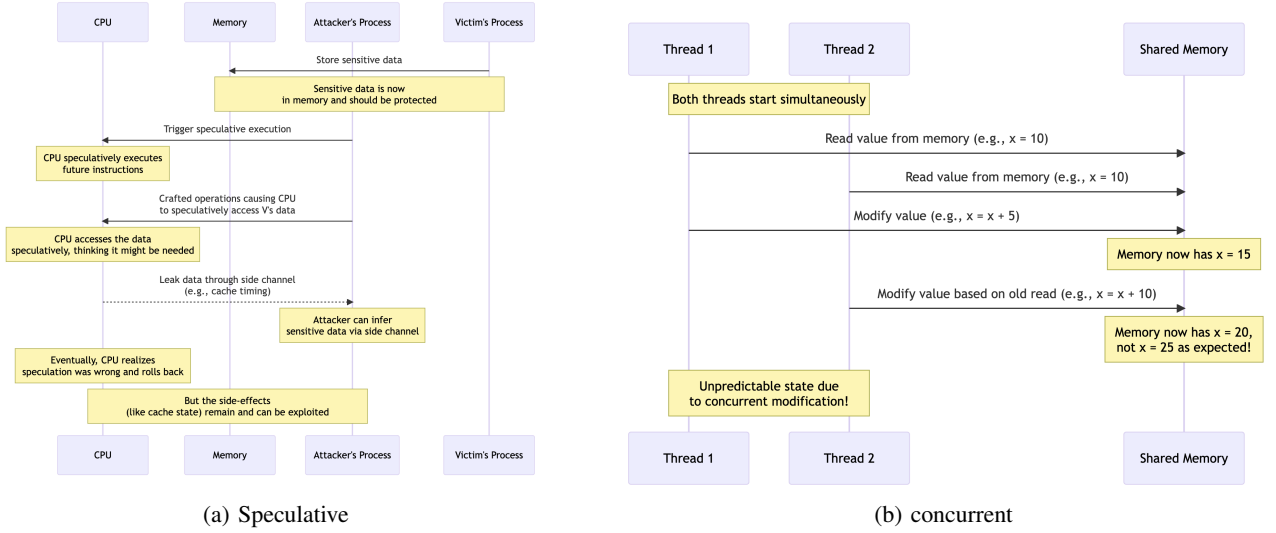 CPU
Memory
Attacker's Process
Victim's Process
Store sensitive data
Sensitive data is now
in memory and should be protected
Trigger speculative execution
CPU speculatively executes
future instructions
Crafted operations causing CPU
to speculatively access V's data
CPU accesses the data
speculatively, thinking it might be needed
Leak data through side channel
(e.g., cache timing)
Attacker can infer
sensitive data via side channel
Eventually, CPU realizes
speculation was wrong and rolls back
But the side-effects
(like cache state) remain and can be exploited
CPU
Memory
Attacker's Process
Victim's Process
(a) Speculative
Thread 1
Thread 2
Shared Memory
Both threads start simultaneously
Read value from memory (e.g., x = 10)
Read value from memory (e.g., x = 10)
Modify value (e.g., x = x + 5)
Memory now has x = 15
Modify value based on old read (e.g., x = x + 10)
Memory now has x = 20,
not x = 25 as expected!
Unpredictable state due
to concurrent modification!
Thread 1
Thread 2
Shared Memory
(b) concurrent